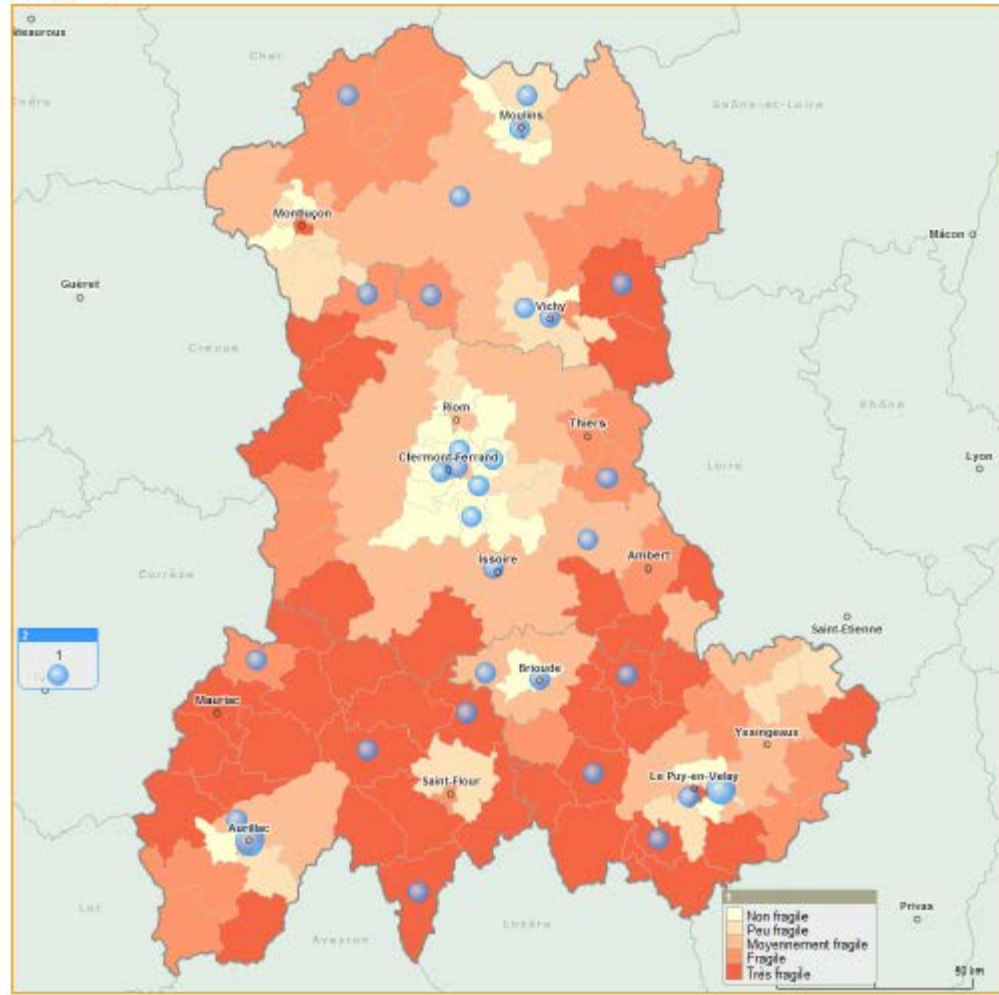 Cher
Saône-et-Loire
Moulins
Montluçon
Mâcon
Guéret
Vichy
Creuse
Rhône
Riom
Thiers
Clermont-Ferrand
Lyon
Loire
Issoire
Ambert
Corrèze
Saint-Etienne
2
1
Brioude
Mauriac
Yssingeaux
Le Puy-en-Velay
Saint-Flour
Aurillac
1
Non fragile
Peu fragile
Moyennement fragile
Fragile
Très fragile
Lot
Privas
Lozère
Aveyron
km